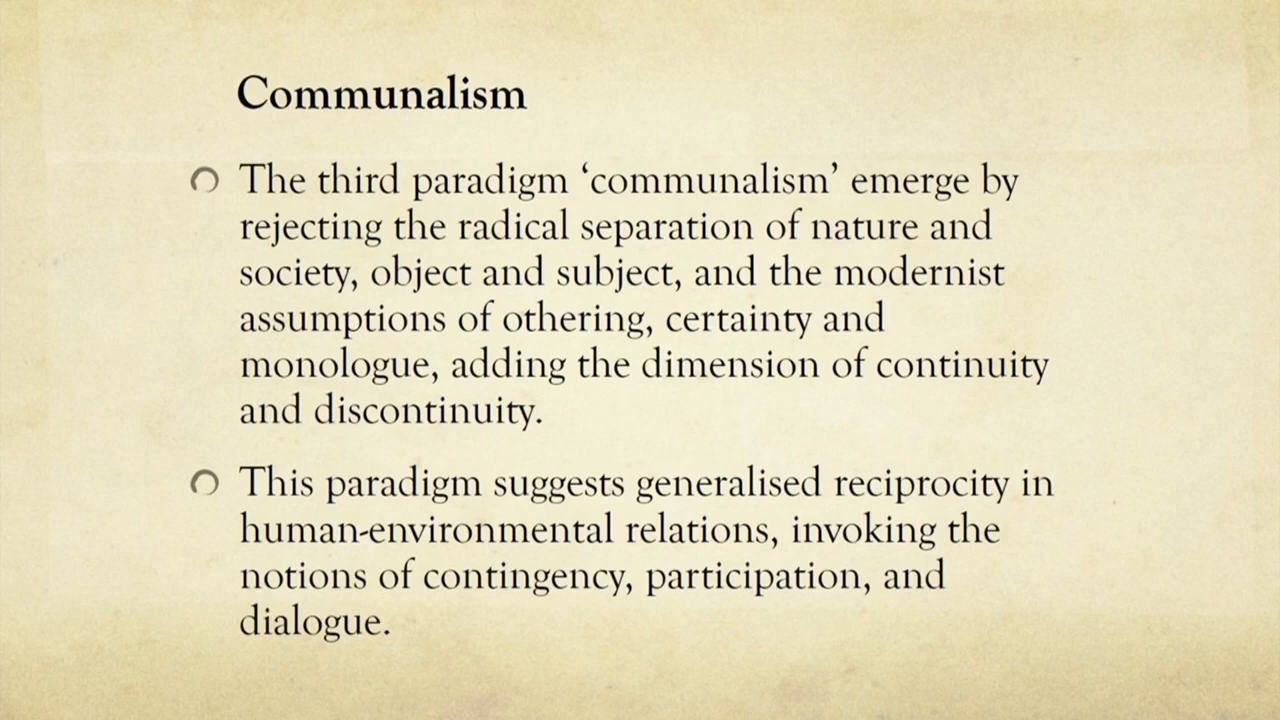 Communalism
The third paradigm ‘communalism’ emerge by
rejecting the radical separation of nature and
society, object and subject, and the modernist
assumptions of othering, certainty and
monologue, adding the dimension of continuity
and discontinuity.
This paradigm suggests generalised reciprocity in
human-environmental relations, invoking the
notions of contingency, participation, and
dialogue.